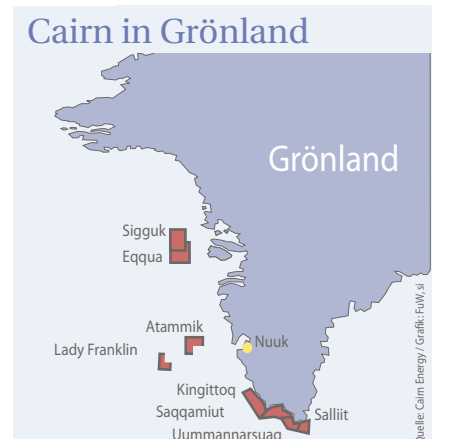 Cairn in Grönland
Grönland
Sigguk
Eqqua
Atammik
Nuuk
Lady Franklin
Kingittoq
Saqqamiut
Salliit
Uummannarsuaq
Quelle: Cairn Energy / Grafik: FuW, si